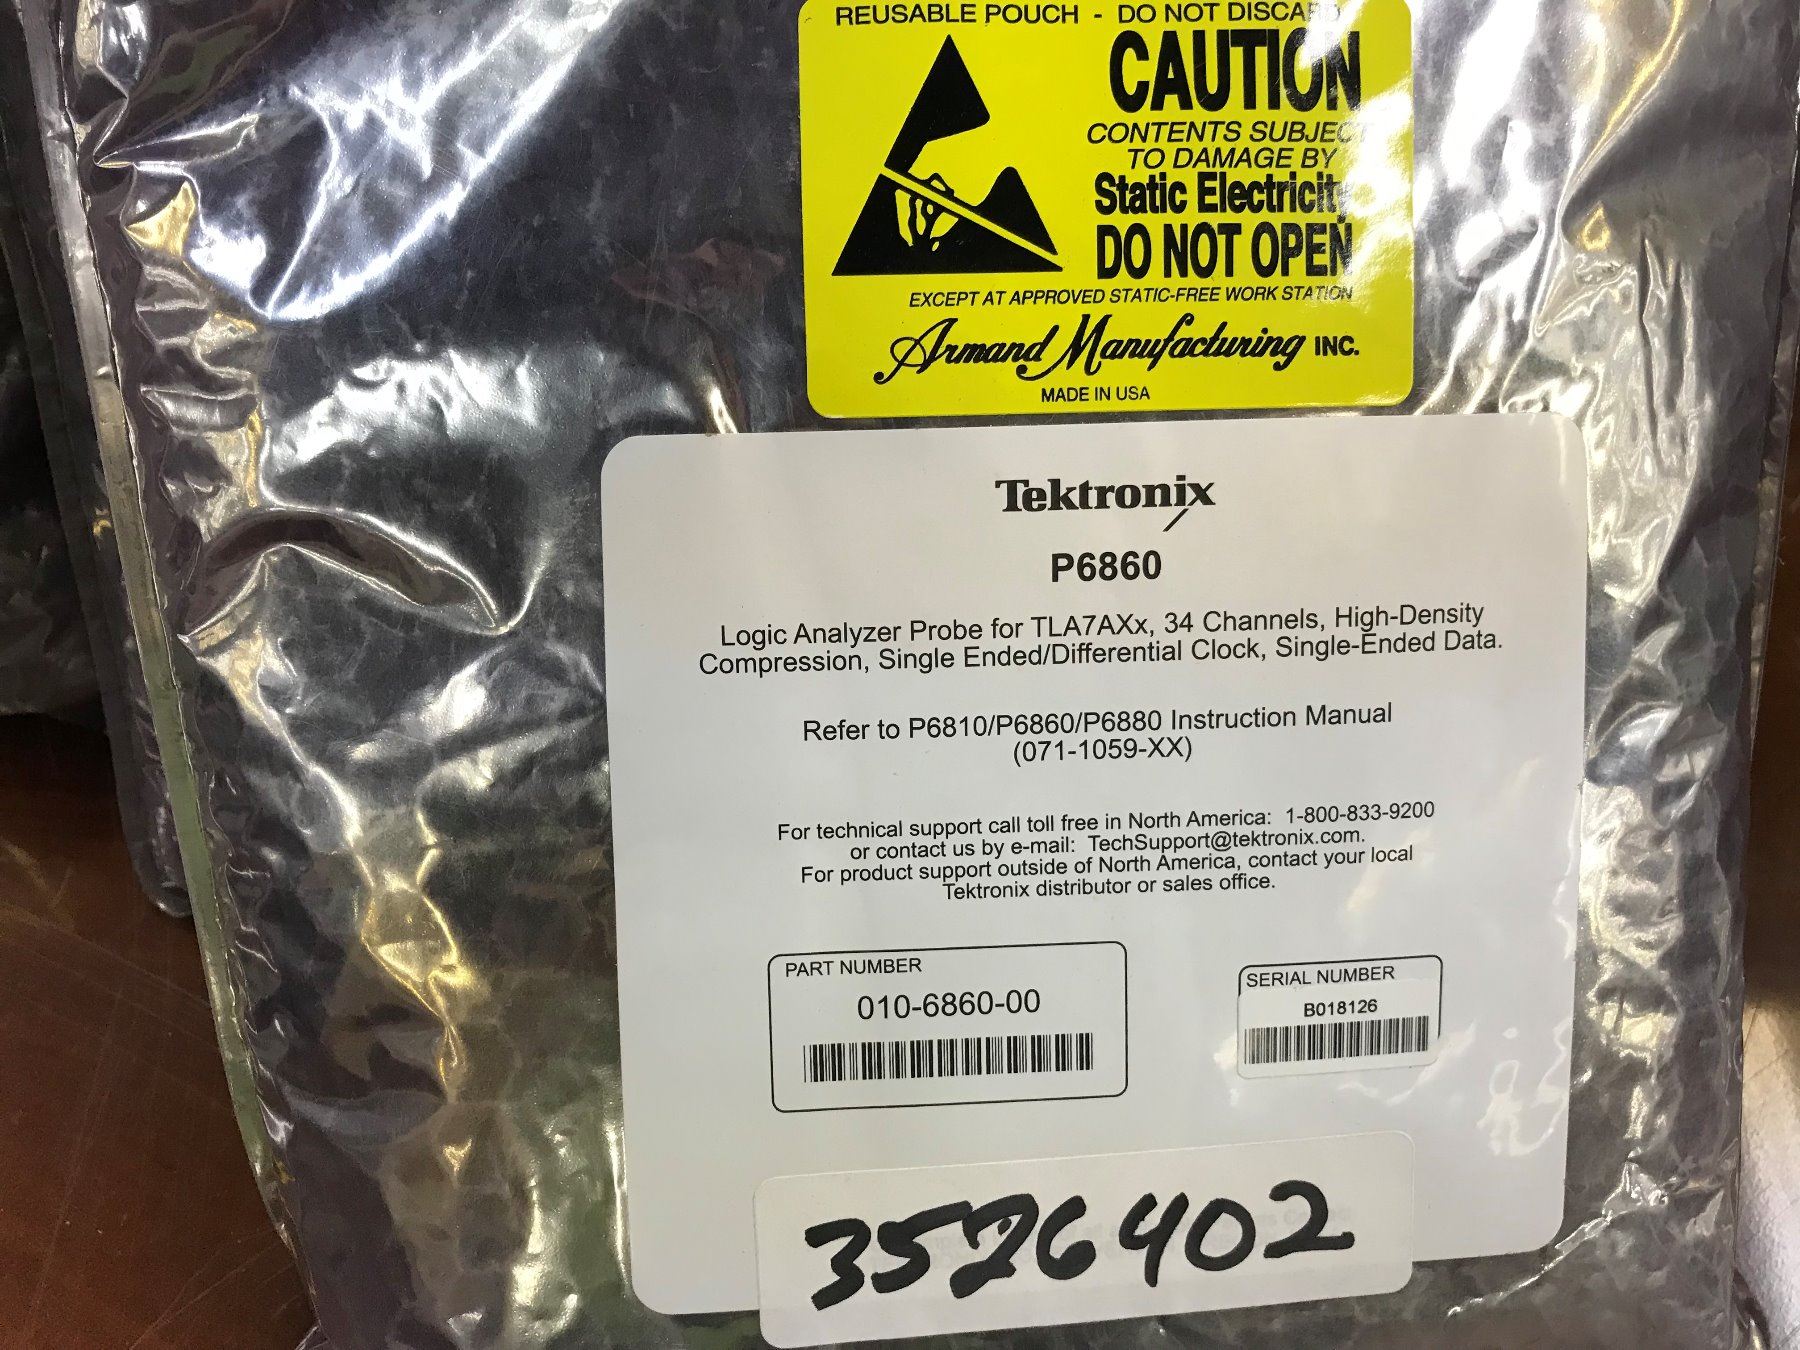 REUSABLE POUCH - DO NOT DISCARD
CAUTION
CONTENTS SUBJECT
TO DAMAGE BY
Static Electricity
DO NOT OPEN
EXCEPT AT APPROVED STATIC-FREE WORK STATION
Armand Manufacturing INC.
MADE IN USA
Tektronix
P6860
Logic Analyzer Probe for TLA7AXx, 34 Channels, High-Density
Compression, Single Ended/Differential Clock, Single-Ended Data.
Refer to P6810/P6860/P6880 Instruction Manual
(071-1059-XX)
For technical support call toll free in North America: 1-800-833-9200
or contact us by e-mail: TechSupport@tektronix.com.
For product support outside of North America, contact your local
Tektronix distributor or sales office.
PART NUMBER
010-6860-00
SERIAL NUMBER
B018126
3526402